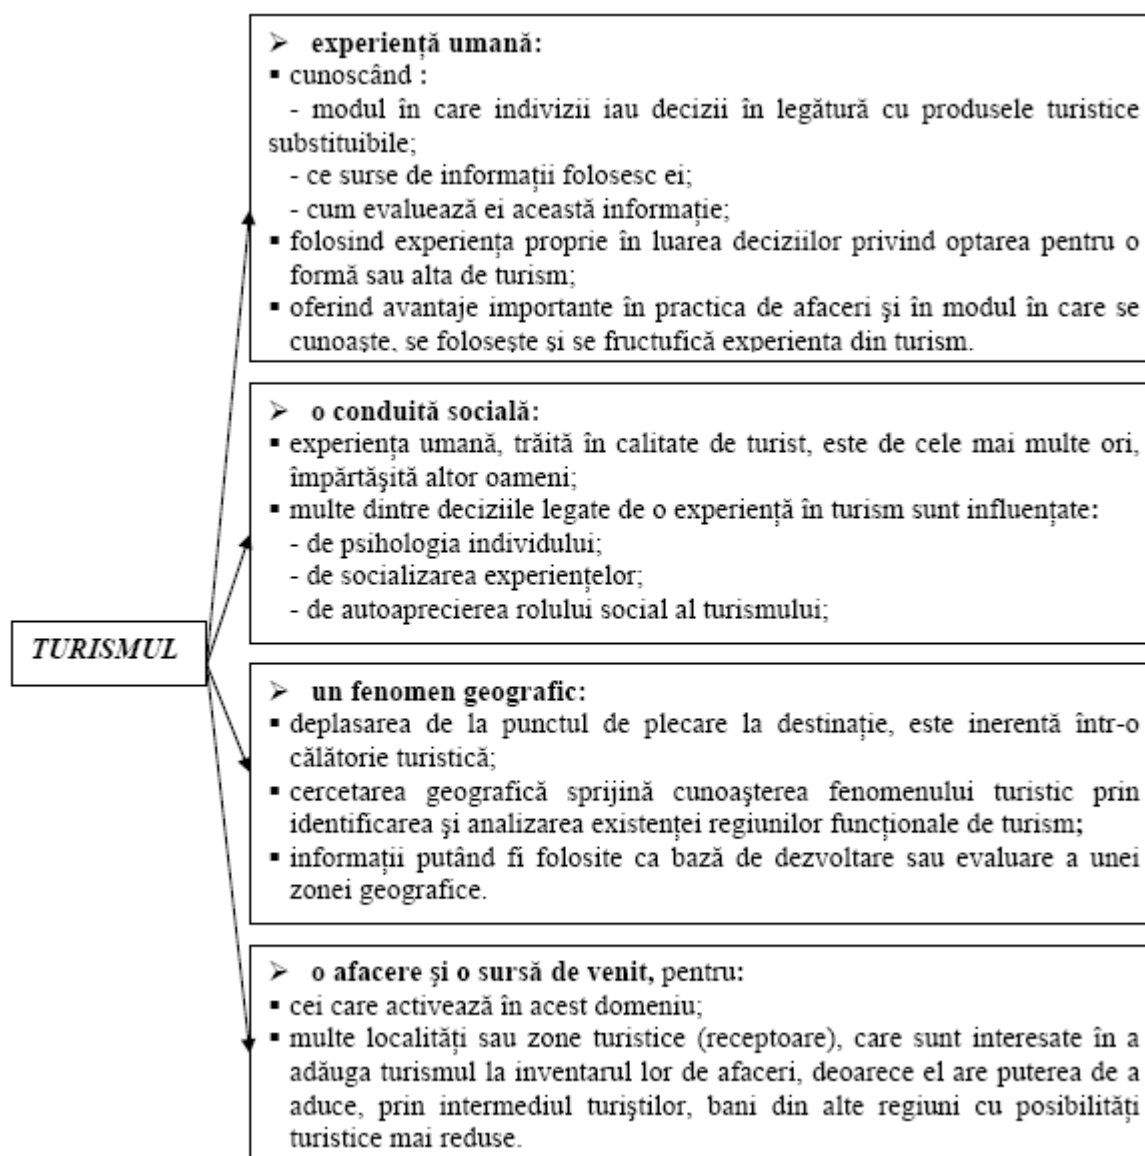 ➢ experiență umană:
▪ cunoscând :
- modul în care indivizii iau decizii în legătură cu produsele turistice
substituibile;
- ce surse de informații folosesc ei;
- cum evaluează ei această informație;
▪ folosind experiența proprie în luarea deciziilor privind optarea pentru o
formă sau alta de turism;
▪ oferind avantaje importante în practica de afaceri şi în modul în care se
cunoaşte, se foloseşte şi se fructufică experienta din turism.
➢ o conduită socială:
▪ experiența umană, trăită în calitate de turist, este de cele mai multe ori,
împărtăşită altor oameni;
▪ multe dintre deciziile legate de o experiență în turism sunt influențate:
- de psihologia individului;
- de socializarea experiențelor;
- de autoaprecierea rolului social al turismului;
TURISMUL
➢ un fenomen geografic:
▪ deplasarea de la punctul de plecare la destinație, este inerentă într-o
călătorie turistică;
▪ cercetarea geografică sprijină cunoaşterea fenomenului turistic prin
identificarea şi analizarea existenței regiunilor funcționale de turism;
▪ informații putând fi folosite ca bază de dezvoltare sau evaluare a unei
zonei geografice.
➢ o afacere şi o sursă de venit, pentru:
▪ cei care activează în acest domeniu;
▪ multe localități sau zone turistice (receptoare), care sunt interesate în a
adăuga turismul la inventarul lor de afaceri, deoarece el are puterea de a
aduce, prin intermediul turiştilor, bani din alte regiuni cu posibilități
turistice mai reduse.